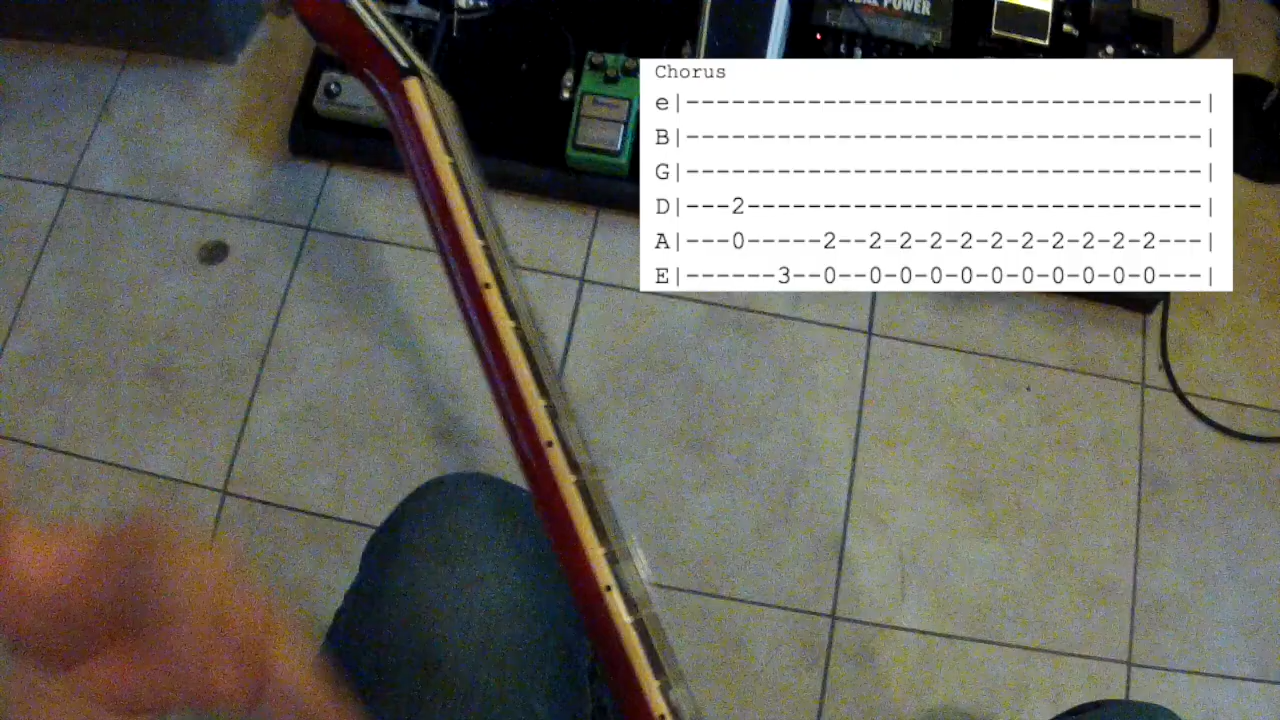 POWER
Chorus
e|----------------------------------|
B|----------------------------------|
G|----------------------------------|
D|---2------------------------------|
A|---0-----2--2-2-2-2-2-2-2-2-2-2---|
E|------3--0--0-0-0-0-0-0-0-0-0-0---|